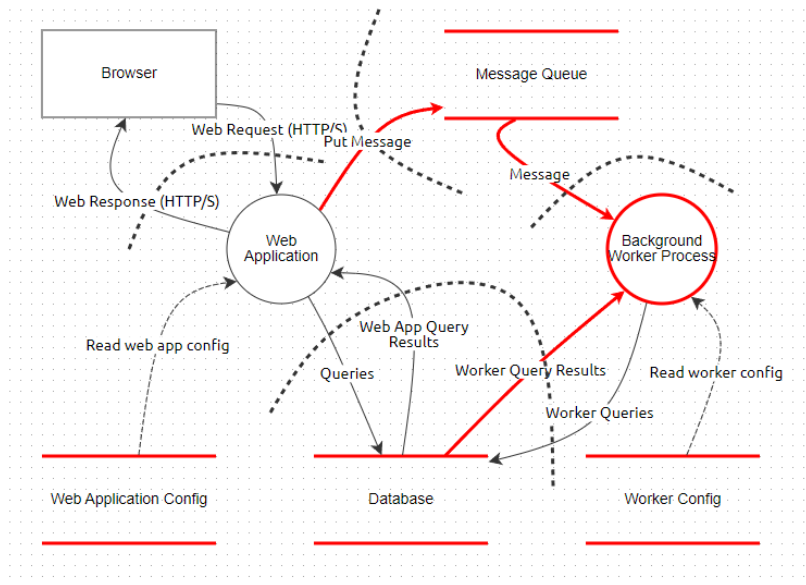 Browser
Message Queue
Web Request (HTTP/S)
Put Message
Message
Web Response (HTTP/S)
Web
Application
Background
Worker Process
Read web app config
Web App Query
Results
Queries
Worker Query Results
Read worker config
Worker Queries
Web Application Config
Database
Worker Config